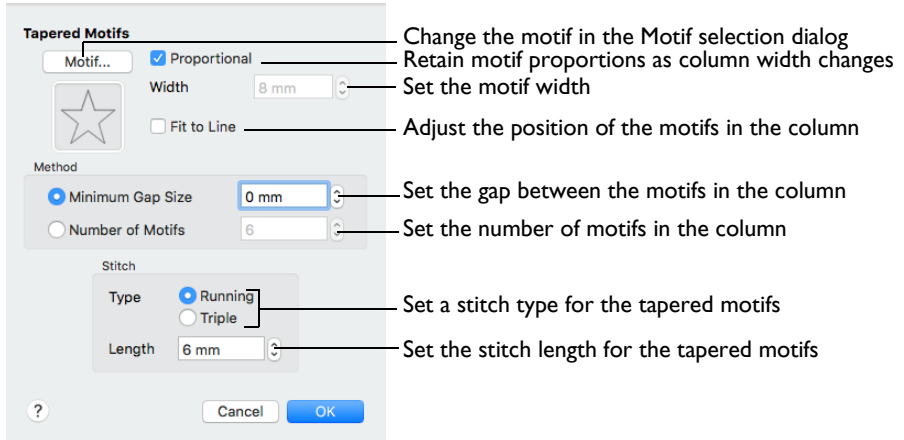 Tapered Motifs
Change the motif in the Motif selection dialog
Motif...
Proportional
Retain motif proportions as column width changes
Width
8 mm
Set the motif width
Fit to Line
Adjust the position of the motifs in the column
Method
Minimum Gap Size
0 mm
Set the gap between the motifs in the column
Number of Motifs
6
Set the number of motifs in the column
Stitch
Type
Running
Triple
Set a stitch type for the tapered motifs
Length
6 mm
Set the stitch length for the tapered motifs
?
Cancel
OK